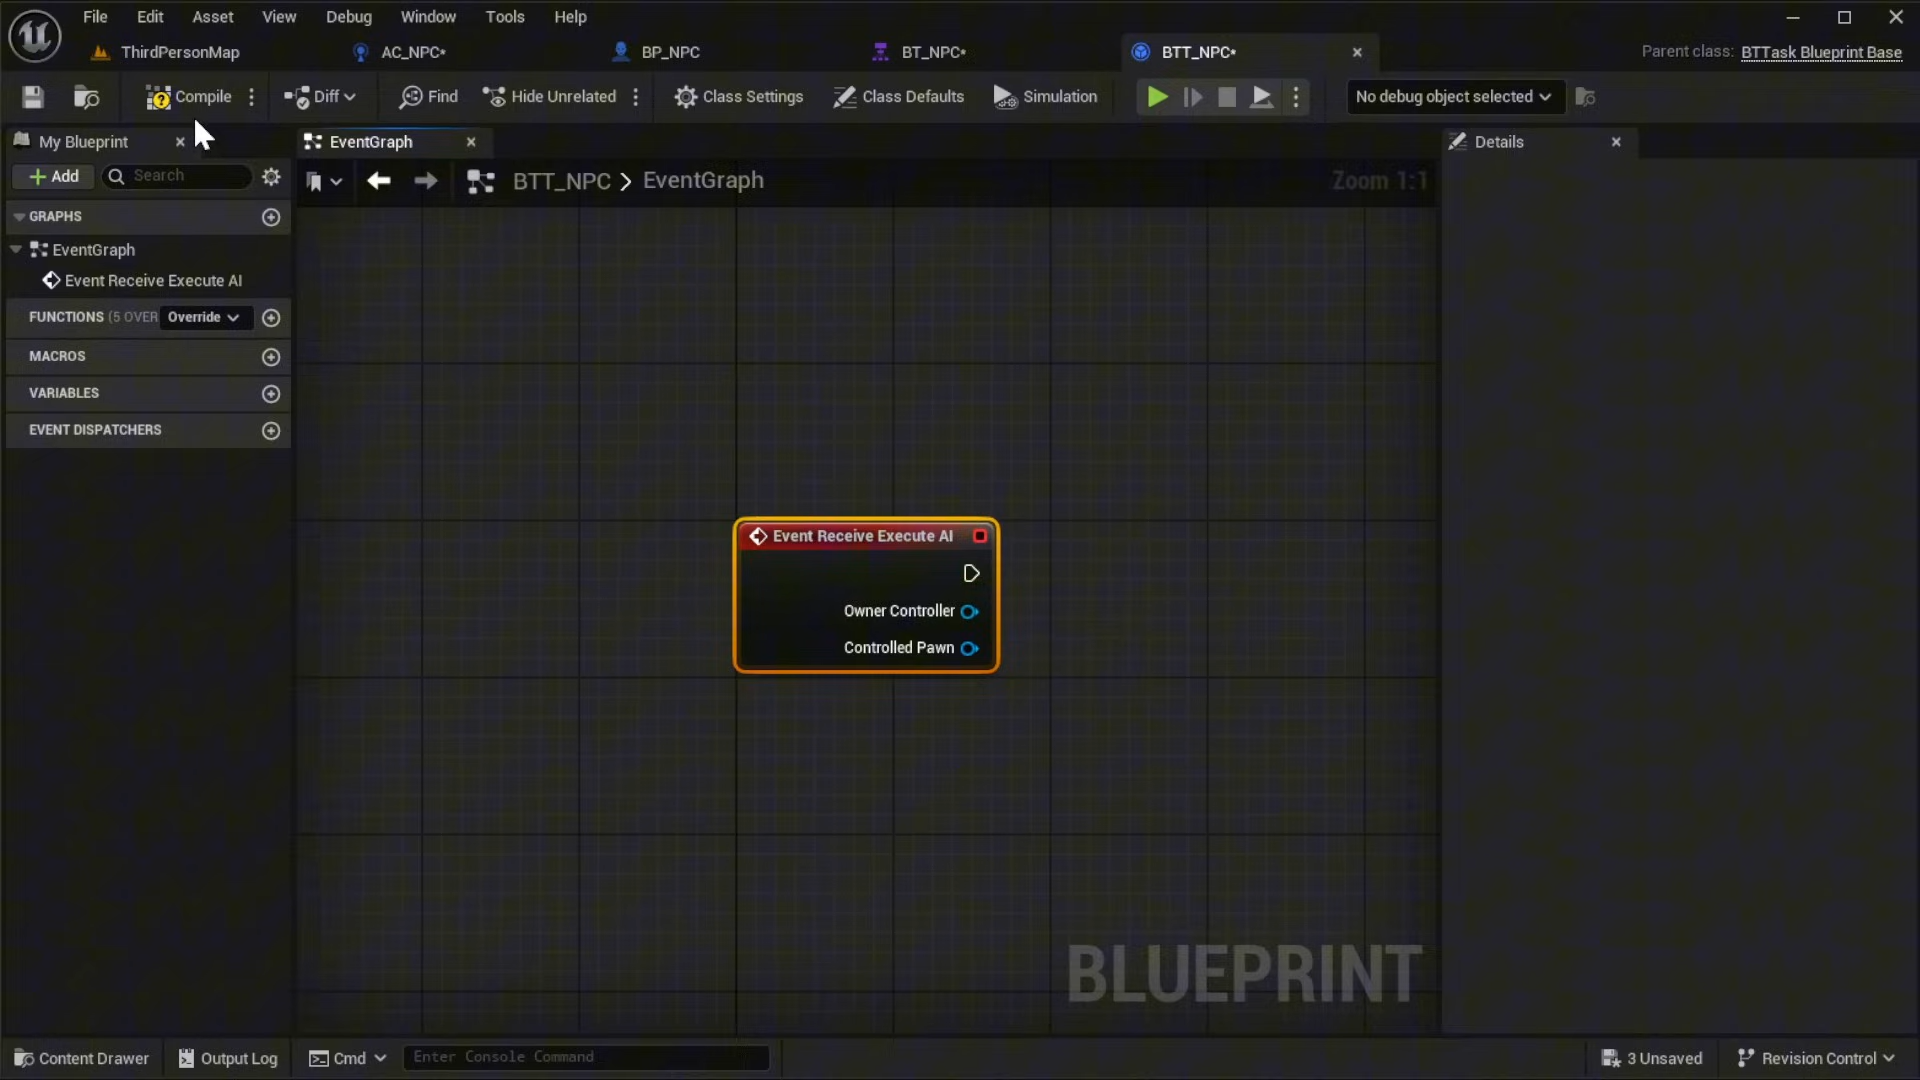 File Edit Asset View Debug Window Tools Help
ThirdPersonMap AC_NPC* BP_NPC BT_NPC* BTT_NPC* Parent class: BTTask Blueprint Base
Compile Diff Find Hide Unrelated Class Settings Class Defaults Simulation No debug object selected
My Blueprint EventGraph Details
Add Search BTT_NPC > EventGraph Zoom 1:1
GRAPHS
EventGraph
Event Receive Execute AI
FUNCTIONS (5 OVER Override
MACROS
VARIABLES
EVENT DISPATCHERS
Event Receive Execute AI
Owner Controller
Controlled Pawn
BLUEPRINT
Content Drawer Output Log Cmd Enter Console Command 3 Unsaved Revision Control